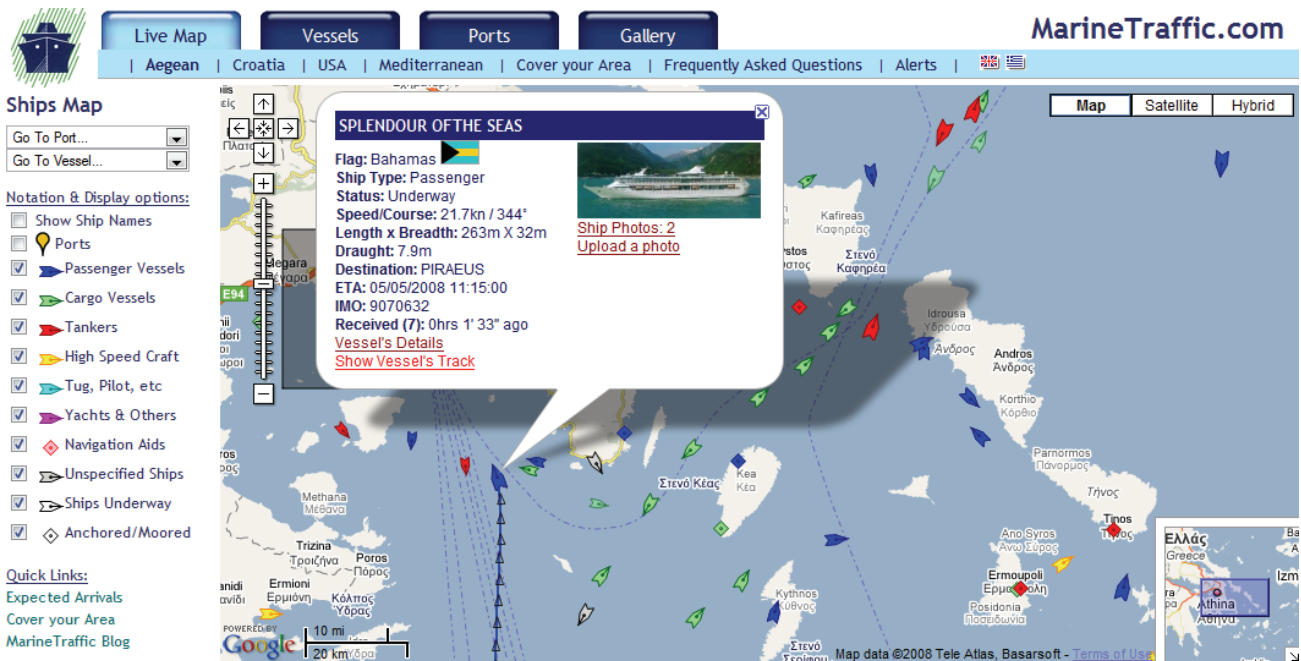 Live Map
Vessels
Ports
Gallery
MarineTraffic.com
| Aegean | Croatia | USA | Mediterranean | Cover your Area | Frequently Asked Questions | Alerts |
Ships Map
Go To Port...
Go To Vessel...
Notation & Display options:
Show Ship Names
Ports
Passenger Vessels
Cargo Vessels
Tankers
High Speed Craft
Tug, Pilot, etc
Yachts & Others
Navigation Aids
Unspecified Ships
Ships Underway
Anchored/Moored
Quick Links:
Expected Arrivals
Cover your Area
MarineTraffic Blog
Map
Satellite
Hybrid
SPLENDOUR OF THE SEAS
Flag: Bahamas
Ship Type: Passenger
Status: Underway
Speed/Course: 21.7kn / 344°
Length x Breadth: 263m X 32m
Draught: 7.9m
Destination: PIRAEUS
ETA: 05/05/2008 11:15:00
IMO: 9070632
Received (7): 0hrs 1' 33" ago
Vessel's Details
Show Vessel's Track
Ship Photos: 2
Upload a photo
E94
Kafireas
Καφηρέας
Στενό
Καφηρέα
Idrousa
Υδρούσα
Άνδρος
Andros
Άνδρος
Korthio
Κόρθιο
Parnormos
Πάνορμος
Τήνος
Tinos
Τήνος
Ano Syros
Άνω Σύρος
Ermoupoli
Posidonia
Ποσειδωνία
Στενό Κέας
Kea
Κέα
Kythnos
Κύθνος
Στενό
Methana
Μέθανα
Trizina
Τροιζήνα
Poros
Πόρος
Ermioni
Ερμιόνη
Κόλπος
Ύδρας
POWERED BY
Google
10 mi
20 km
Map data ©2008 Tele Atlas, Basarsoft - Terms of Use
Ελλάς
Greece
Athina
Αθήνα
Izm